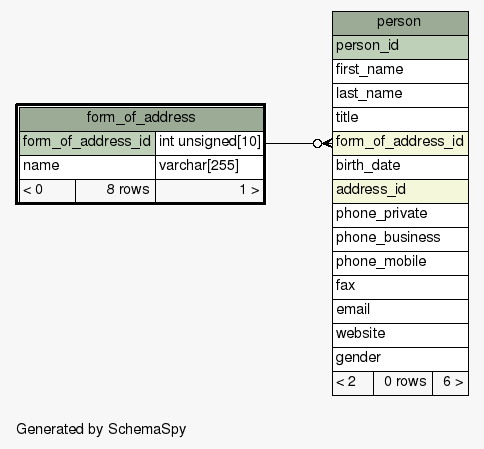 form_of_address
form_of_address_id int unsigned[10]
name varchar[255]
< 0 8 rows 1 >
person
person_id
first_name
last_name
title
form_of_address_id
birth_date
address_id
phone_private
phone_business
phone_mobile
fax
email
website
gender
< 2 0 rows 6 >
Generated by SchemaSpy